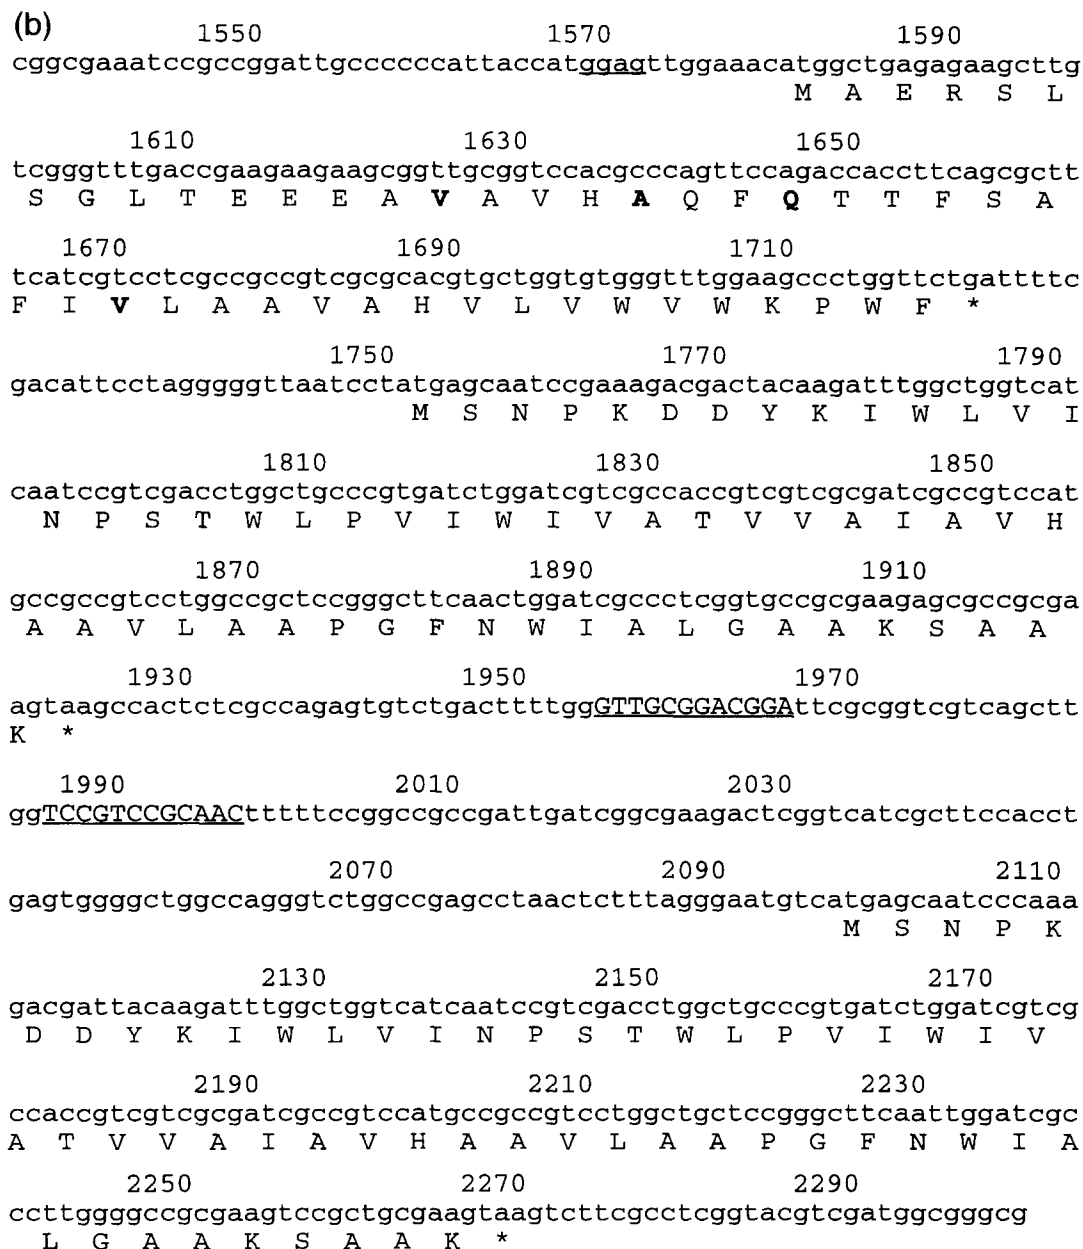 (b)
1550 1570 1590
cggcgaaatccgccggattgccccccattaccatggagttggaaacatggctgagagaagcttg
M A E R S L
1610 1630 1650
tcgggtttgaccgaagaagaagcggttgcggtccacgcccagttccagaccaccttcagcgctt
S G L T E E E A V A V H A Q F Q T T F S A
1670 1690 1710
tcatcgtcctcgccgccgtcgcgcacgtgctggtgtgggtttggaagccctggttctgattttc
F I V L A A V A H V L V W V W K P W F *
1750 1770 1790
gacattcctagggggttaatcctatgagcaatccgaaagacgactacaagatttggctggtcat
M S N P K D D Y K I W L V I
1810 1830 1850
caatccgtcgacctggctgcccgtgatctggatcgtcgccaccgtcgtcgcgatcgccgtccat
N P S T W L P V I W I V A T V V A I A V H
1870 1890 1910
gccgccgtcctggccgctccgggcttcaactggatcgccctcggtgccgcgaagagcgccgcga
A A V L A A P G F N W I A L G A A K S A A
1930 1950 1970
agtaagccactctcgccagagtgtctgacttttggGTTGCGGACGGAttcgcggtcgtcagctt
K *
1990 2010 2030
ggTCCGTCCGCAACtttttccggccgccgattgatcggcgaagactcggtcatcgcttccacct
2070 2090 2110
gagtggggctggccagggtctggccgagcctaactctttagggaatgtcatgagcaatcccaaa
M S N P K
2130 2150 2170
gacgattacaagatttggctggtcatcaatccgtcgacctggctgcccgtgatctggatcgtcg
D D Y K I W L V I N P S T W L P V I W I V
2190 2210 2230
ccaccgtcgtcgcgatcgccgtccatgccgccgtcctggctgctccgggcttcaattggatcgc
A T V V A I A V H A A V L A A P G F N W I A
2250 2270 2290
ccttggggccgcgaagtccgctgcgaagtaagtcttcgcctcggtacgtcgatggcgggcg
L G A A K S A A K *